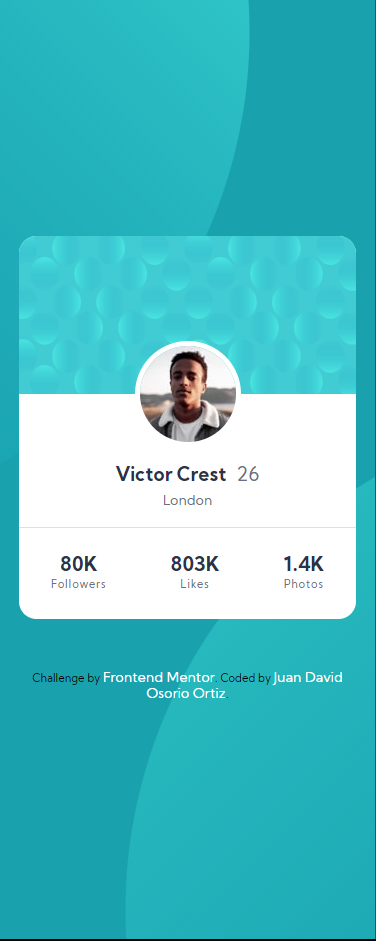 Victor Crest 26
London
80K 803K 1.4K
Followers Likes Photos
Challenge by Frontend Mentor. Coded by Juan David
Osorio Ortiz.